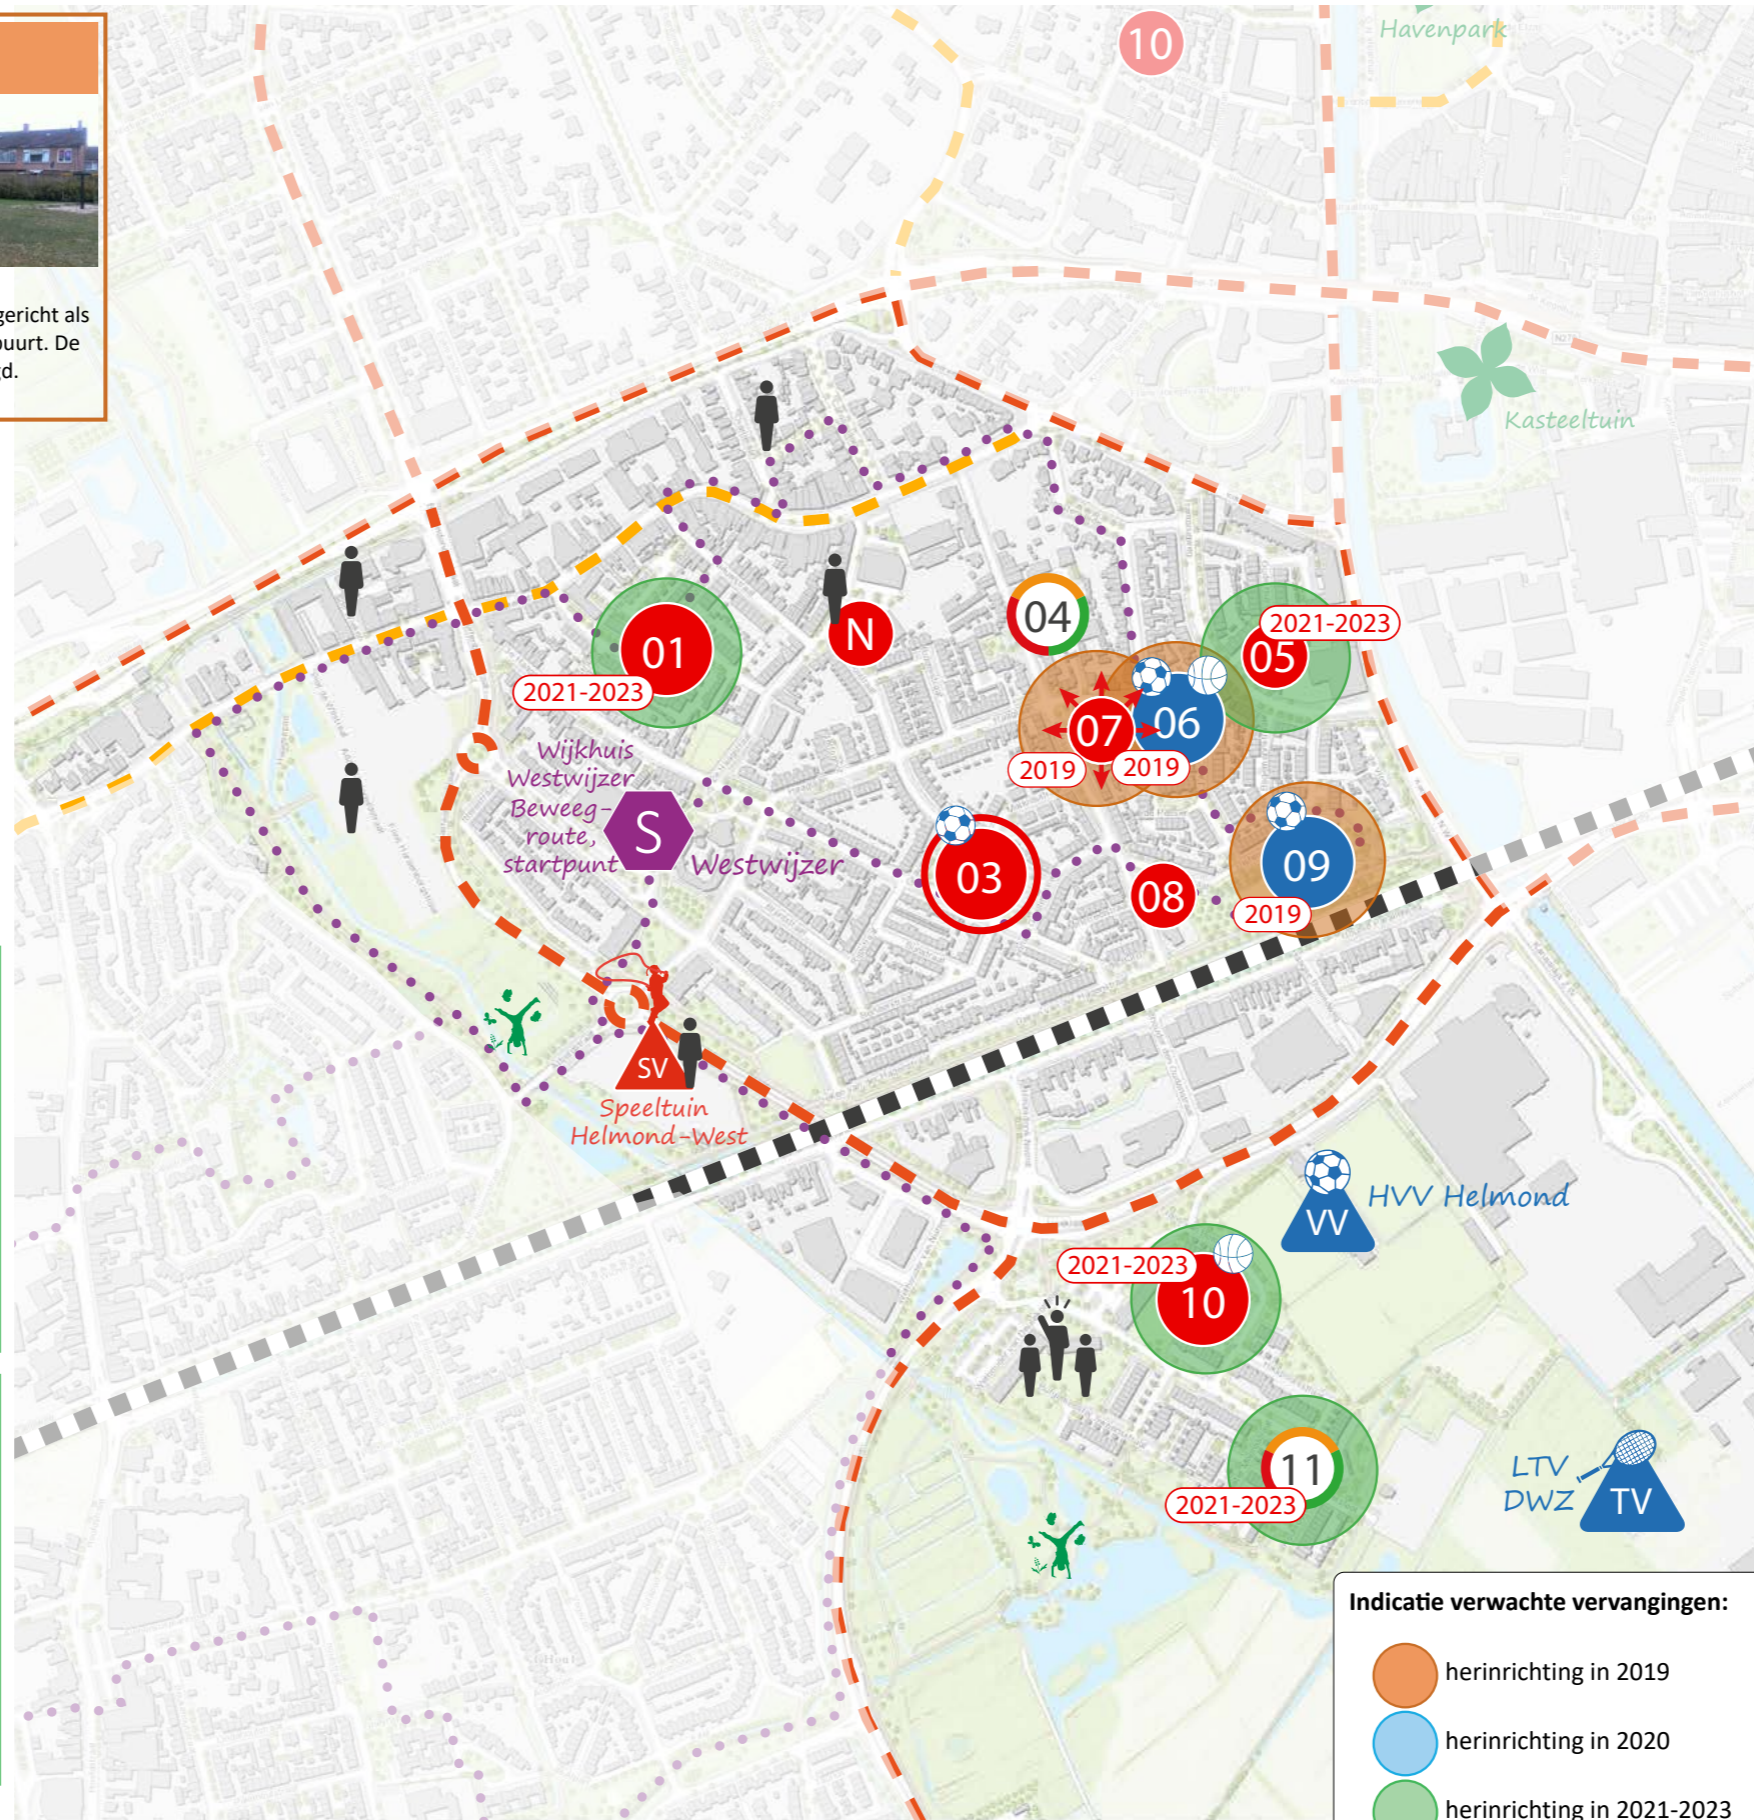 gericht als
buurt. De
gd.
10
Havenpark
N270
Kasteeltuin
01
2021-2023
N
04
2021-2023
05
07
06
2019
2019
Wijkhuis
Westwijzer
Beweeg-
route,
startpunt
S
Westwijzer
03
08
09
2019
SV
Speeltuin
Helmond-West
VV
HVV Helmond
2021-2023
10
11
2021-2023
LTV
DWZ
TV
Indicatie verwachte vervangingen:
herinrichting in 2019
herinrichting in 2020
herinrichting in 2021-2023